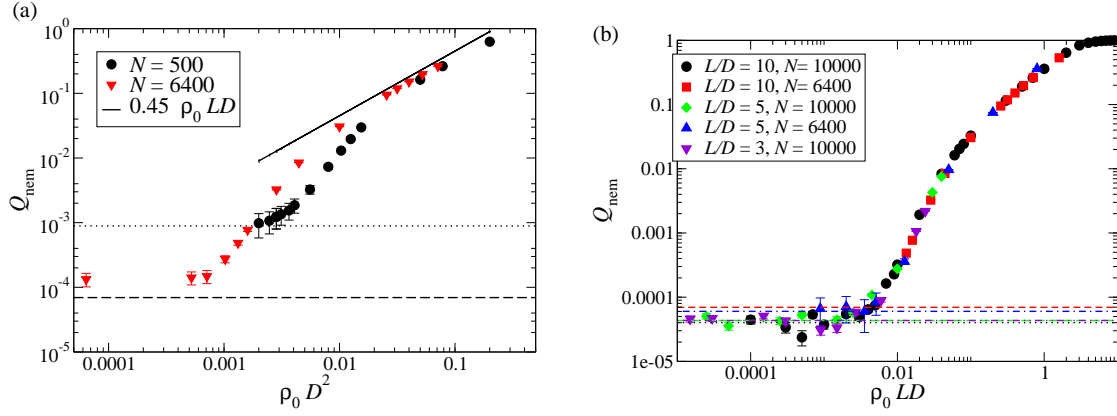 (a)
10^0
10^-1
10^-2
10^-3
10^-4
10^-5
Q_nem
N = 500
N = 6400
0.45 ρ_0 LD
0.0001
0.001
0.01
0.1
ρ_0 D^2
(b)
1
0.1
0.01
0.001
0.0001
1e-05
Q_nem
L/D = 10, N= 10000
L/D = 10, N= 6400
L/D = 5, N = 10000
L/D = 5, N = 6400
L/D = 3, N = 10000
0.0001
0.01
1
ρ_0 LD